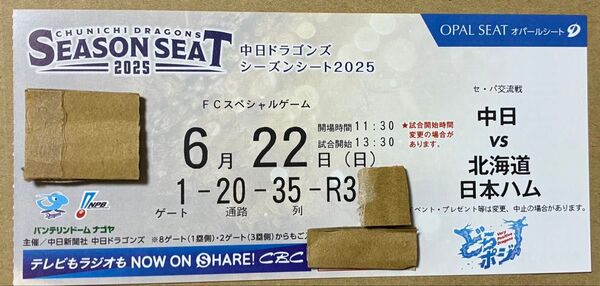 CHUNICHI DRAGONS
SEASON SEAT
2025
中日ドラゴンズ
シーズンシート2025
OPAL SEAT オパールシート
FCスペシャルゲーム
セ・パ交流戦
開場時間 11:30
試合開始 13:30
★試合開始時間
変更の場合が
あります。
6月22日(日)
中日
VS
北海道
日本ハム
1-20-35-R3
ゲート 通路 列
NPB
バンテリンドーム ナゴヤ
ベント・プレゼント等は変更、中止の場合があります。
主催/中日新聞社 中日ドラゴンズ ※8ゲート(1塁側)・2ゲート(3塁側)からもご入
どらポジ
Very Positive Dragons!
テレビもラジオも NOW ON SHARE! CBC